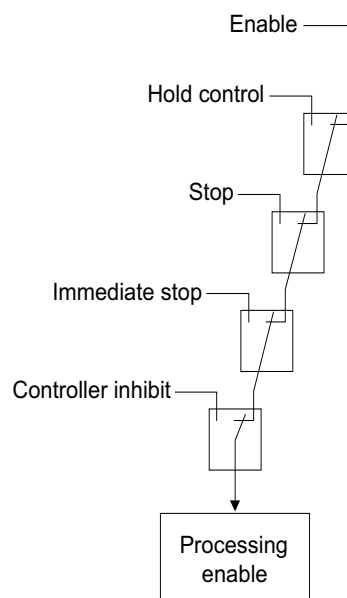 Enable
Hold control
Stop
Immediate stop
Controller inhibit
Processing
enable